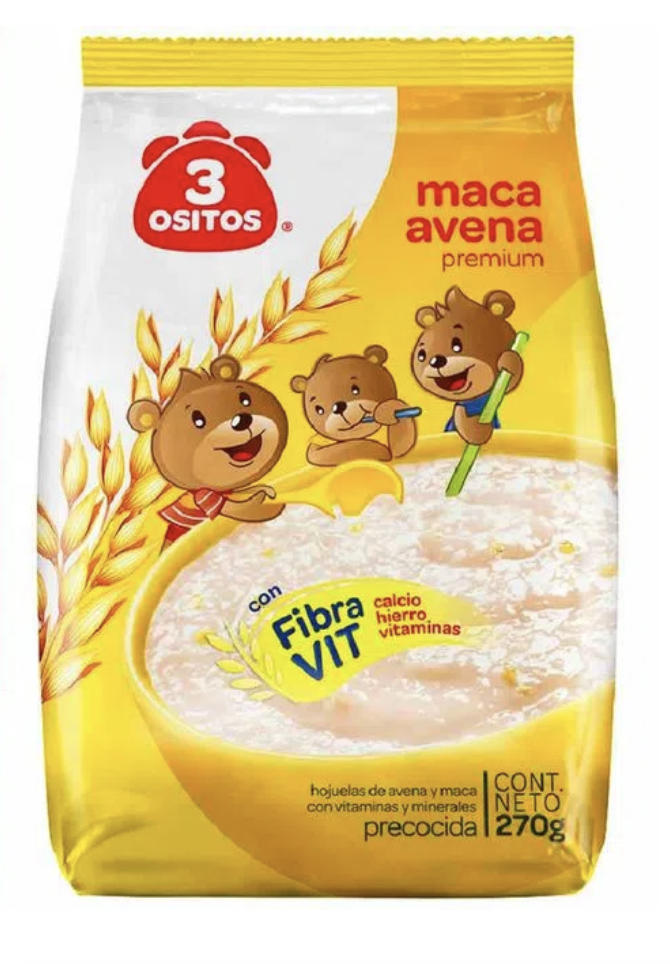 3
OSITOS
®
maca
avena
premium
con
Fibra
VIT
calcio
hierro
vitaminas
hojuelas de avena y maca
con vitaminas y minerales
precocida
CONT.
NETO
270g